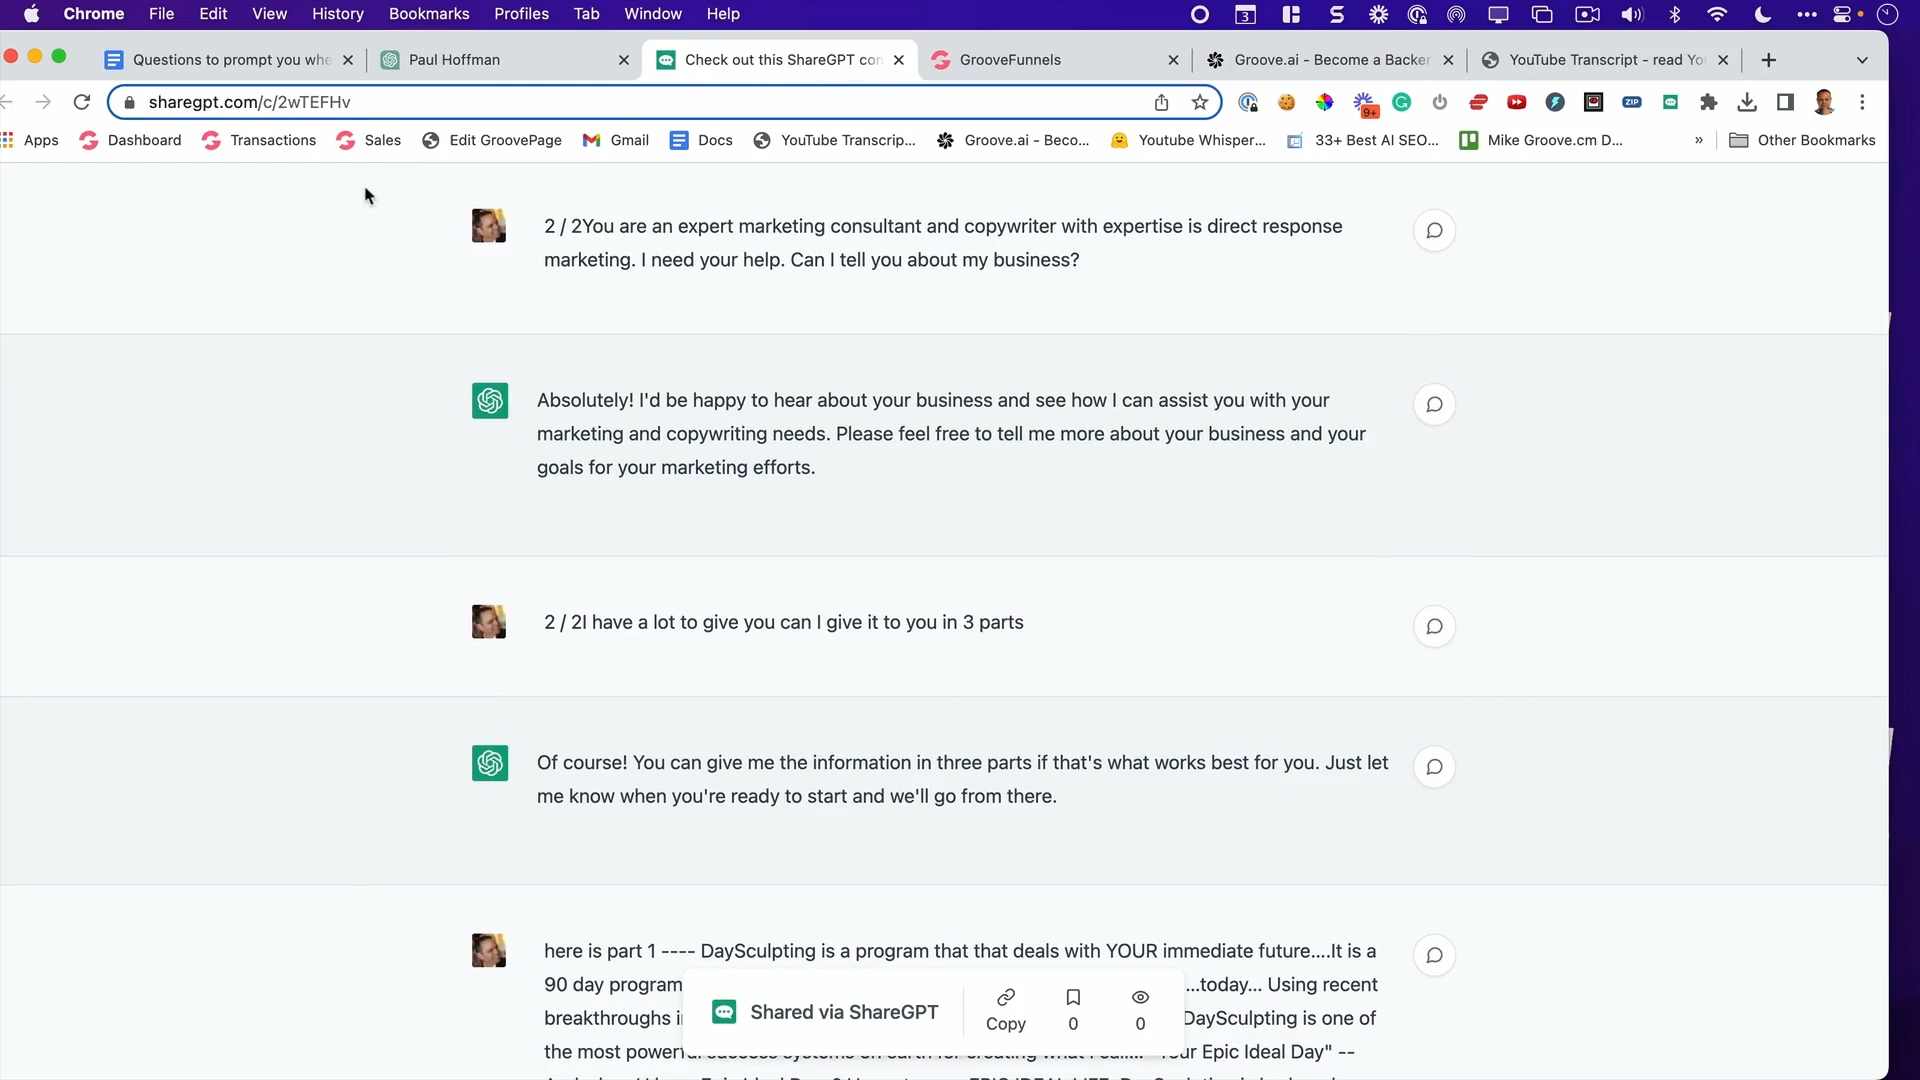 Chrome File Edit View History Bookmarks Profiles Tab Window Help 3
Questions to prompt you whe Paul Hoffman Check out this ShareGPT con GrooveFunnels Groove.ai - Become a Backer YouTube Transcript - read Yo
sharegpt.com/c/2wTEFHv 9+ ZIP
Apps Dashboard Transactions Sales Edit GroovePage Gmail Docs YouTube Transcrip... Groove.ai - Beco... Youtube Whisper... 33+ Best AI SEO... Mike Groove.cm D... » Other Bookmarks
2 / 2You are an expert marketing consultant and copywriter with expertise is direct response
marketing. I need your help. Can I tell you about my business?
Absolutely! I'd be happy to hear about your business and see how I can assist you with your
marketing and copywriting needs. Please feel free to tell me more about your business and your
goals for your marketing efforts.
2 / 2I have a lot to give you can I give it to you in 3 parts
Of course! You can give me the information in three parts if that's what works best for you. Just let
me know when you're ready to start and we'll go from there.
here is part 1 ---- DaySculpting is a program that that deals with YOUR immediate future....It is a
90 day program ...today... Using recent
breakthroughs DaySculpting is one of
the most Epic Ideal Day" --
Shared via ShareGPT
Copy 0 0